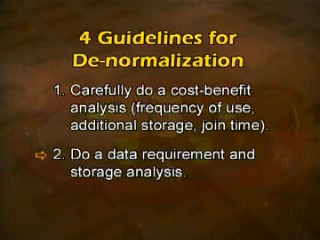 4 Guidelines for
De-normalization
1. Carefully do a cost-benefit
analysis (frequency of use,
additional storage, join time).
2. Do a data requirement and
storage analysis.